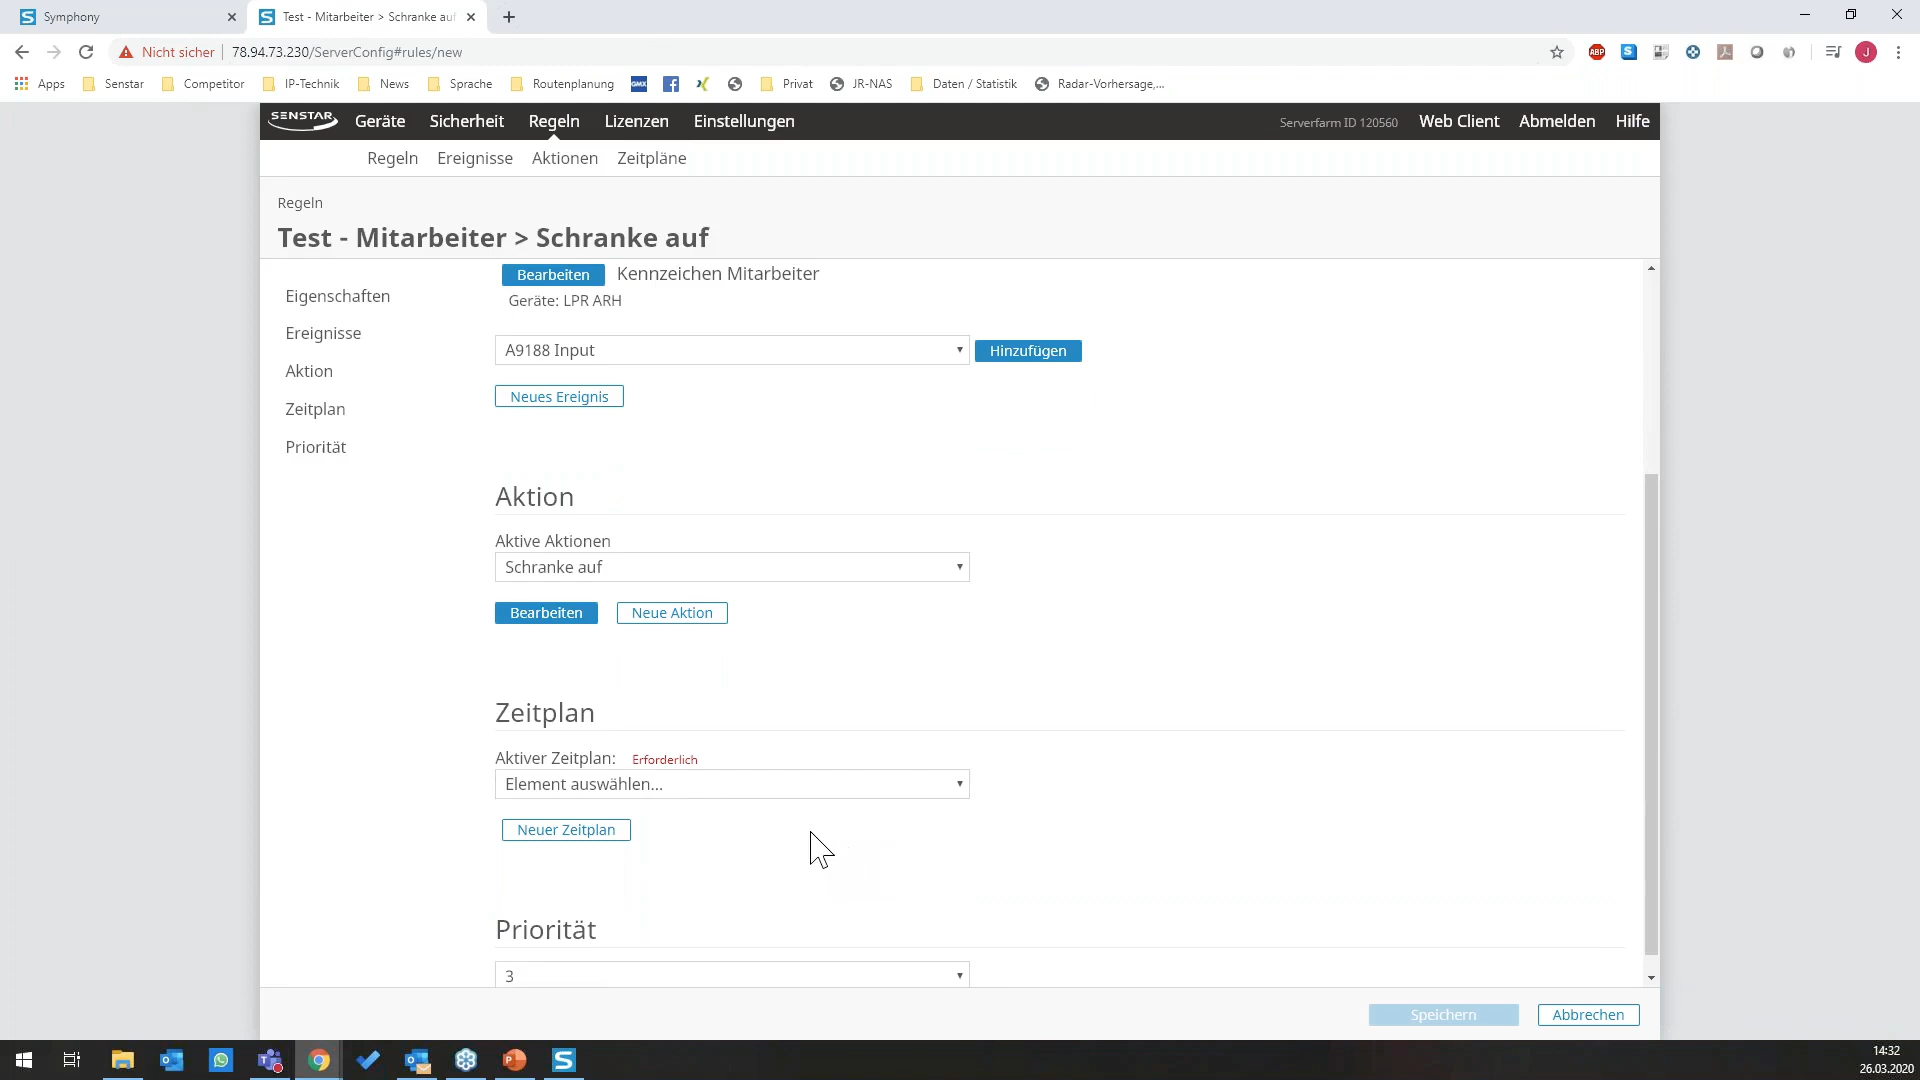 Symphony
Test - Mitarbeiter > Schranke auf
Nicht sicher
78.94.73.230/ServerConfig#rules/new
ABP
S
J
Apps
Senstar
Competitor
IP-Technik
News
Sprache
Routenplanung
GMX
Privat
JR-NAS
Daten / Statistik
Radar-Vorhersage,...
SENSTAR
Geräte
Sicherheit
Regeln
Lizenzen
Einstellungen
Serverfarm ID 120560
Web Client
Abmelden
Hilfe
Regeln
Ereignisse
Aktionen
Zeitpläne
Regeln
Test - Mitarbeiter > Schranke auf
Eigenschaften
Ereignisse
Aktion
Zeitplan
Priorität
Bearbeiten
Kennzeichen Mitarbeiter
Geräte: LPR ARH
A9188 Input
Hinzufügen
Neues Ereignis
Aktion
Aktive Aktionen
Schranke auf
Bearbeiten
Neue Aktion
Zeitplan
Aktiver Zeitplan:
Erforderlich
Element auswählen...
Neuer Zeitplan
Priorität
3
Speichern
Abbrechen
14:32
26.03.2020